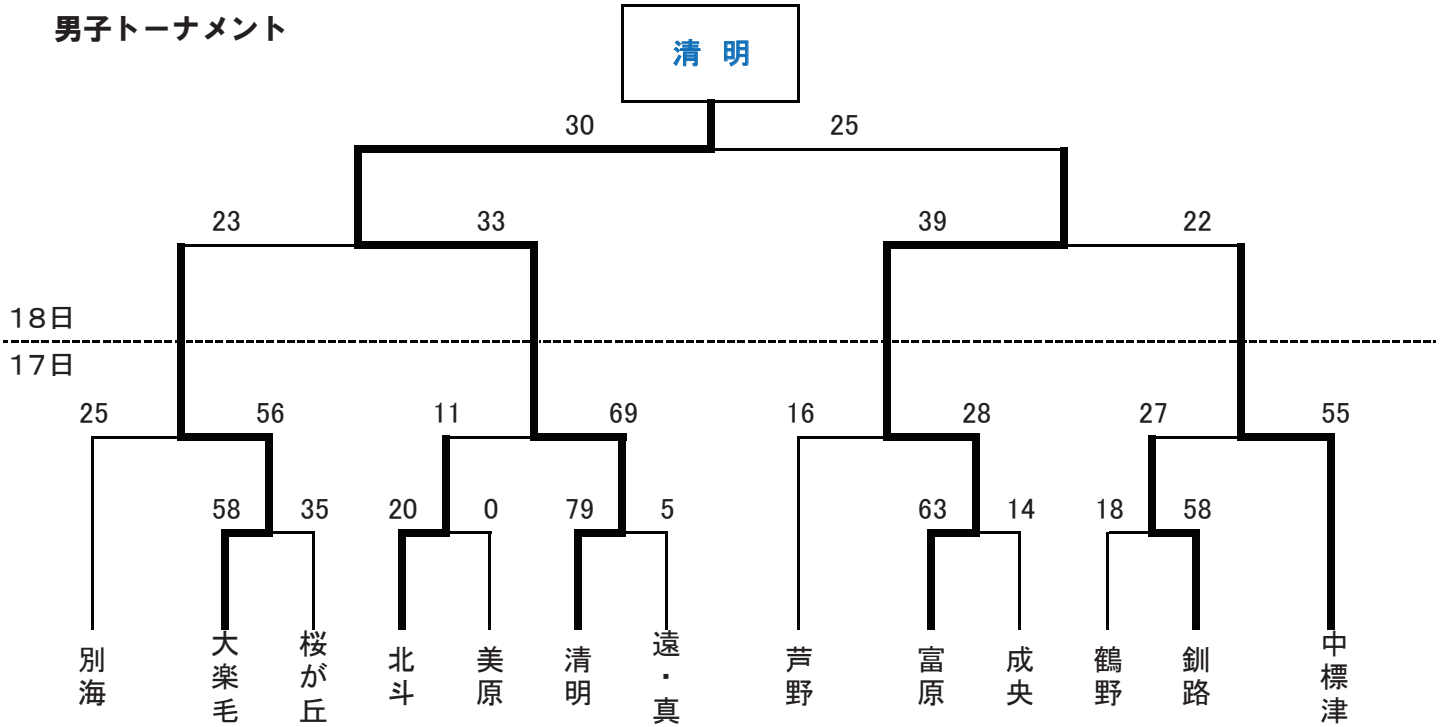 男子トーナメント
清 明
30 25
23 33 39 22
18日
17日
25 56 11 69 16 28 27 55
58 35 20 0 79 5 63 14 18 58
別海
大楽毛
桜が丘
北斗
美原
清明
遠・真
芦野
富原
成央
鶴野
釧路
中標津